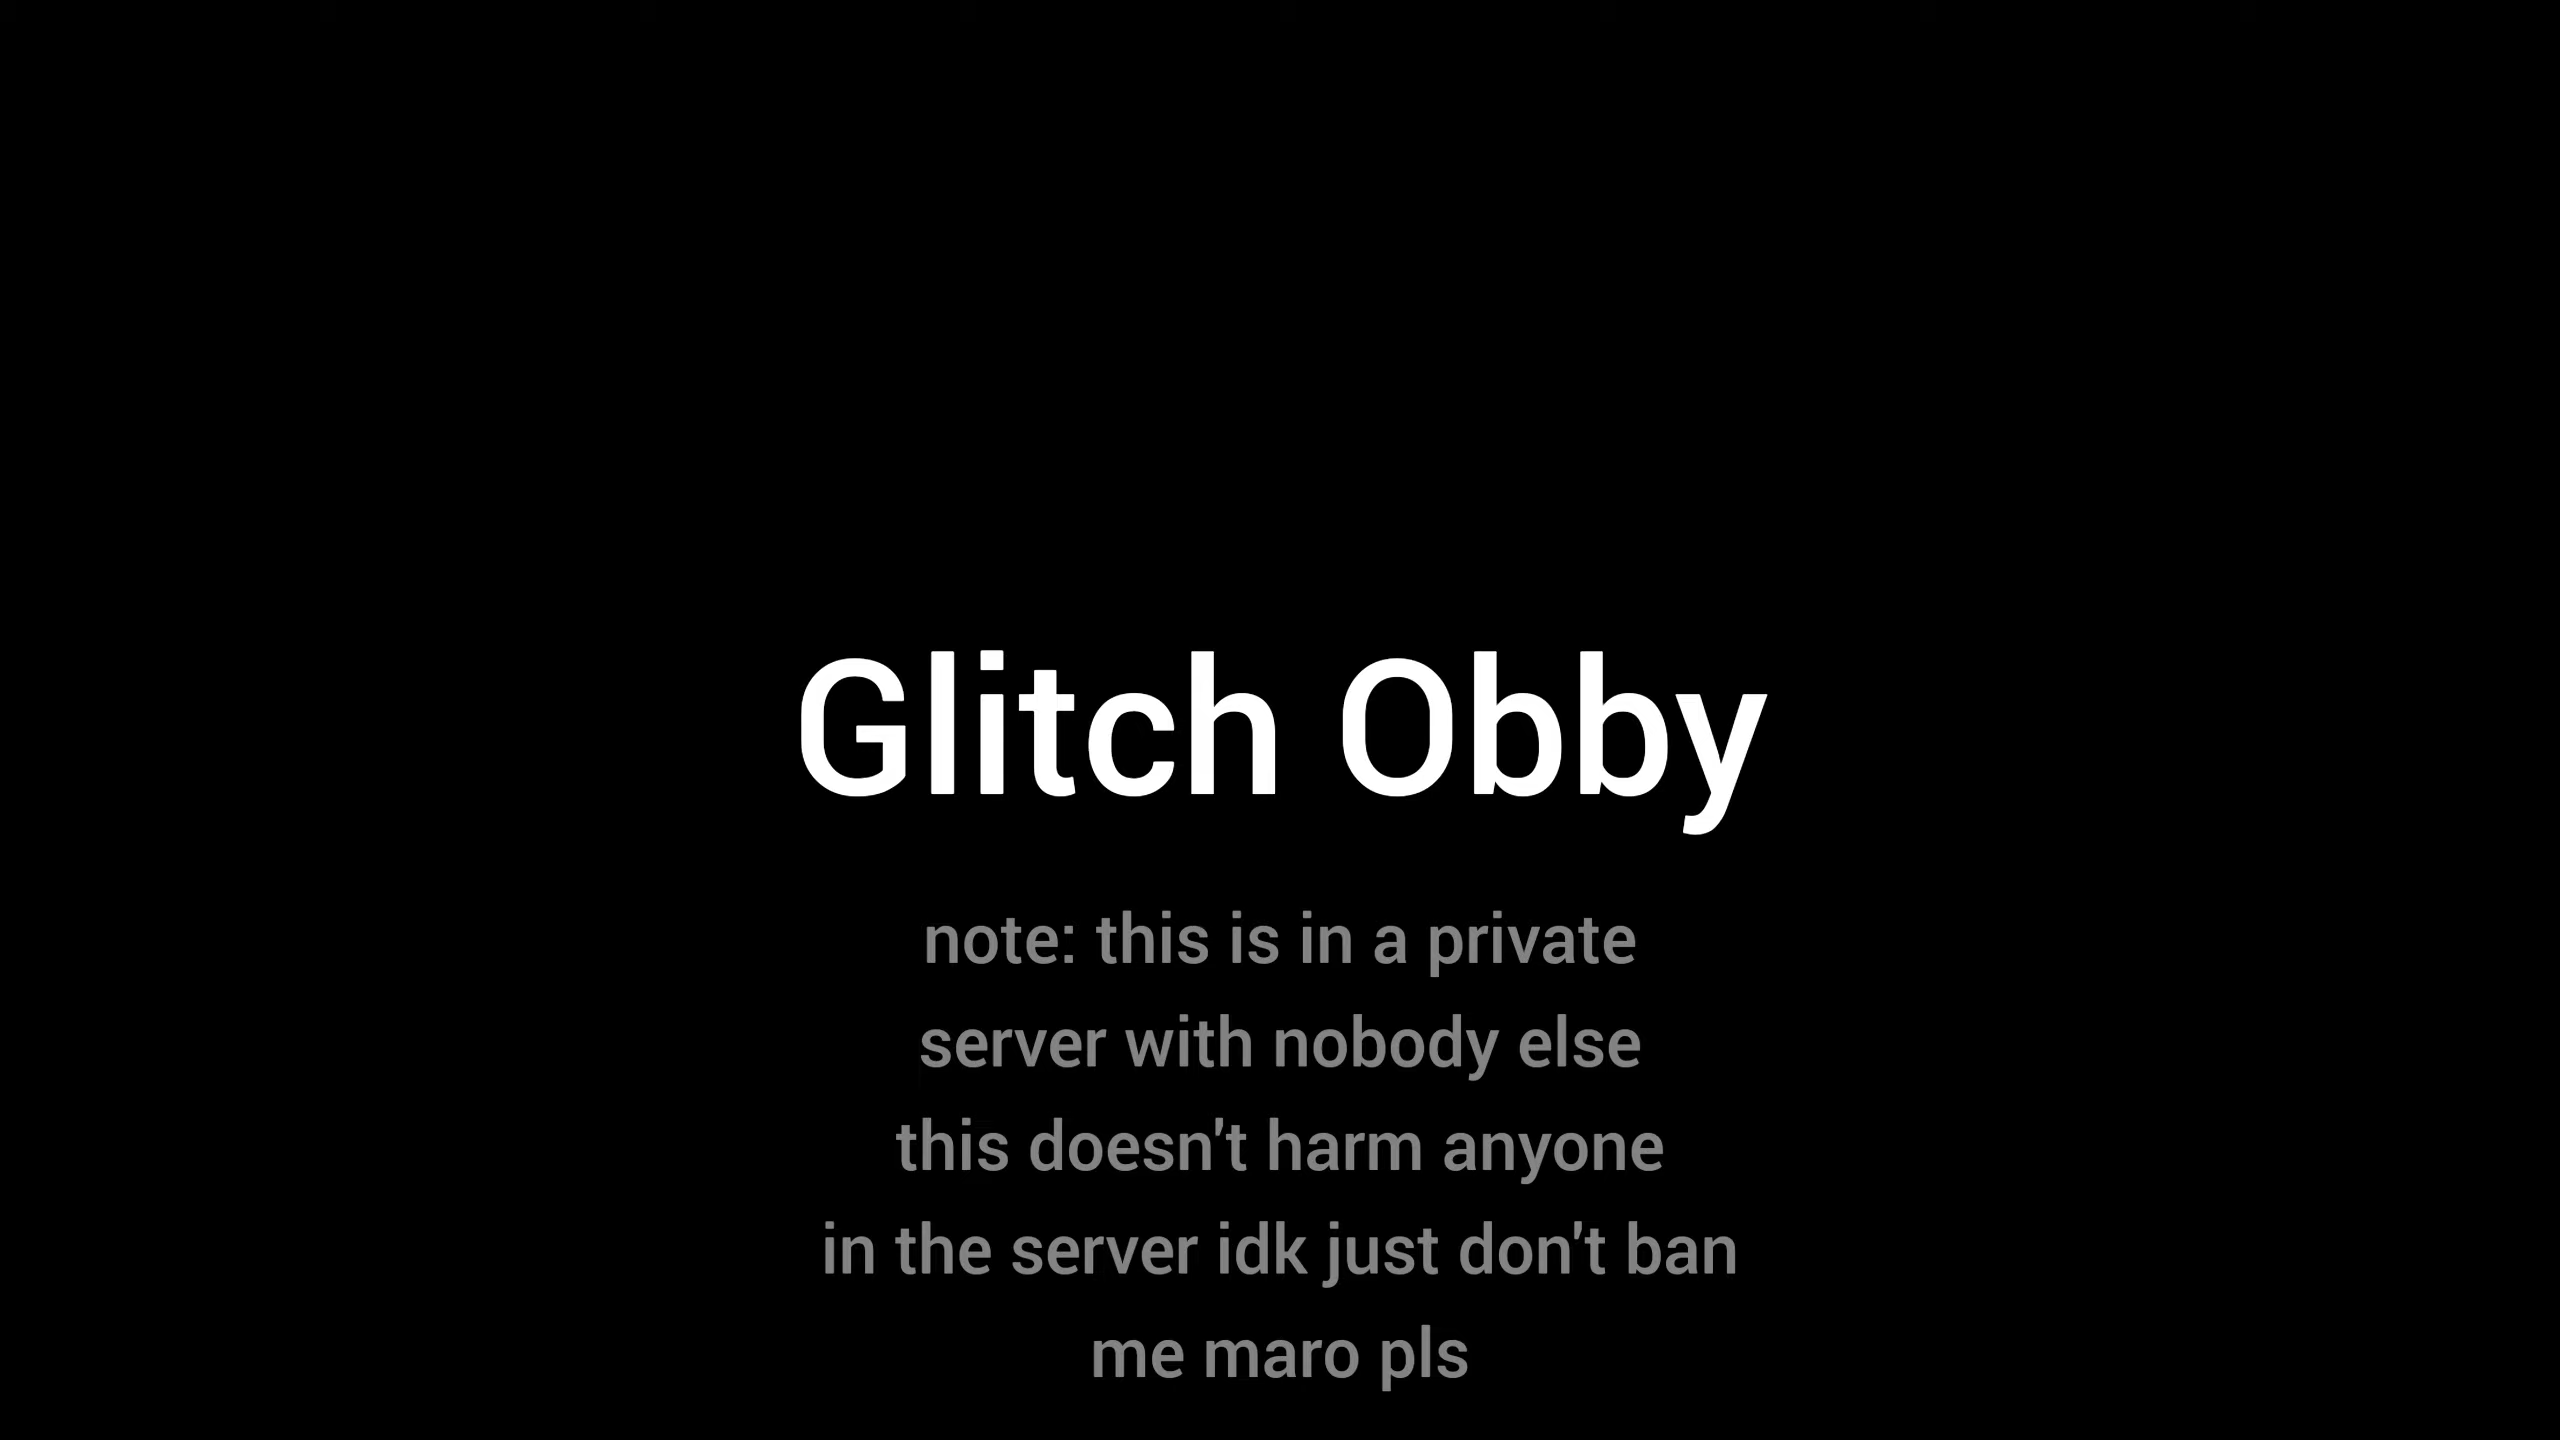 Glitch Obby
note: this is in a private
server with nobody else
this doesn't harm anyone
in the server idk just don't ban
me maro pls